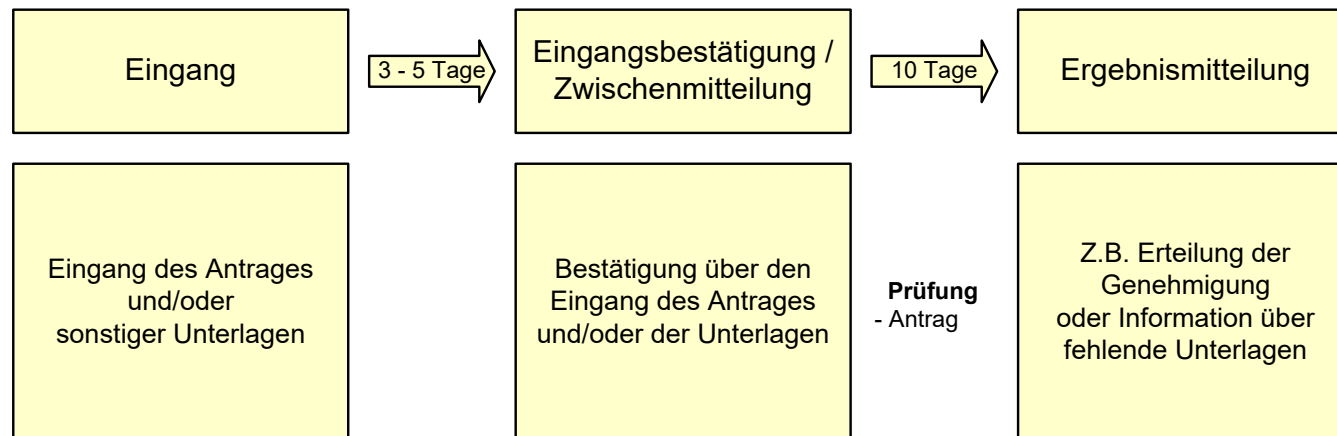 Eingang
3 - 5 Tage
Eingangsbestätigung /
Zwischenmitteilung
10 Tage
Ergebnismitteilung
Eingang des Antrages
und/oder
sonstiger Unterlagen
Bestätigung über den
Eingang des Antrages
und/oder der Unterlagen
Prüfung
- Antrag
Z.B. Erteilung der
Genehmigung
oder Information über
fehlende Unterlagen